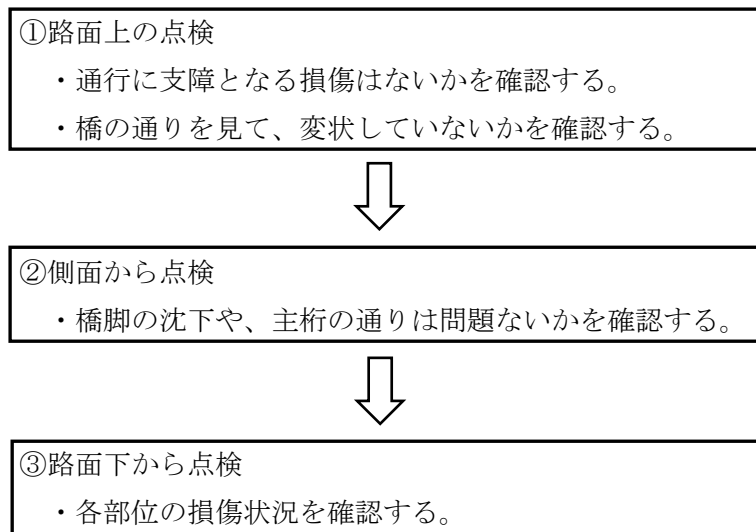 ①路面上の点検
・通行に支障となる損傷はないかを確認する。
・橋の通りを見て、変状していないかを確認する。
②側面から点検
・橋脚の沈下や、主桁の通りは問題ないかを確認する。
③路面下から点検
・各部位の損傷状況を確認する。